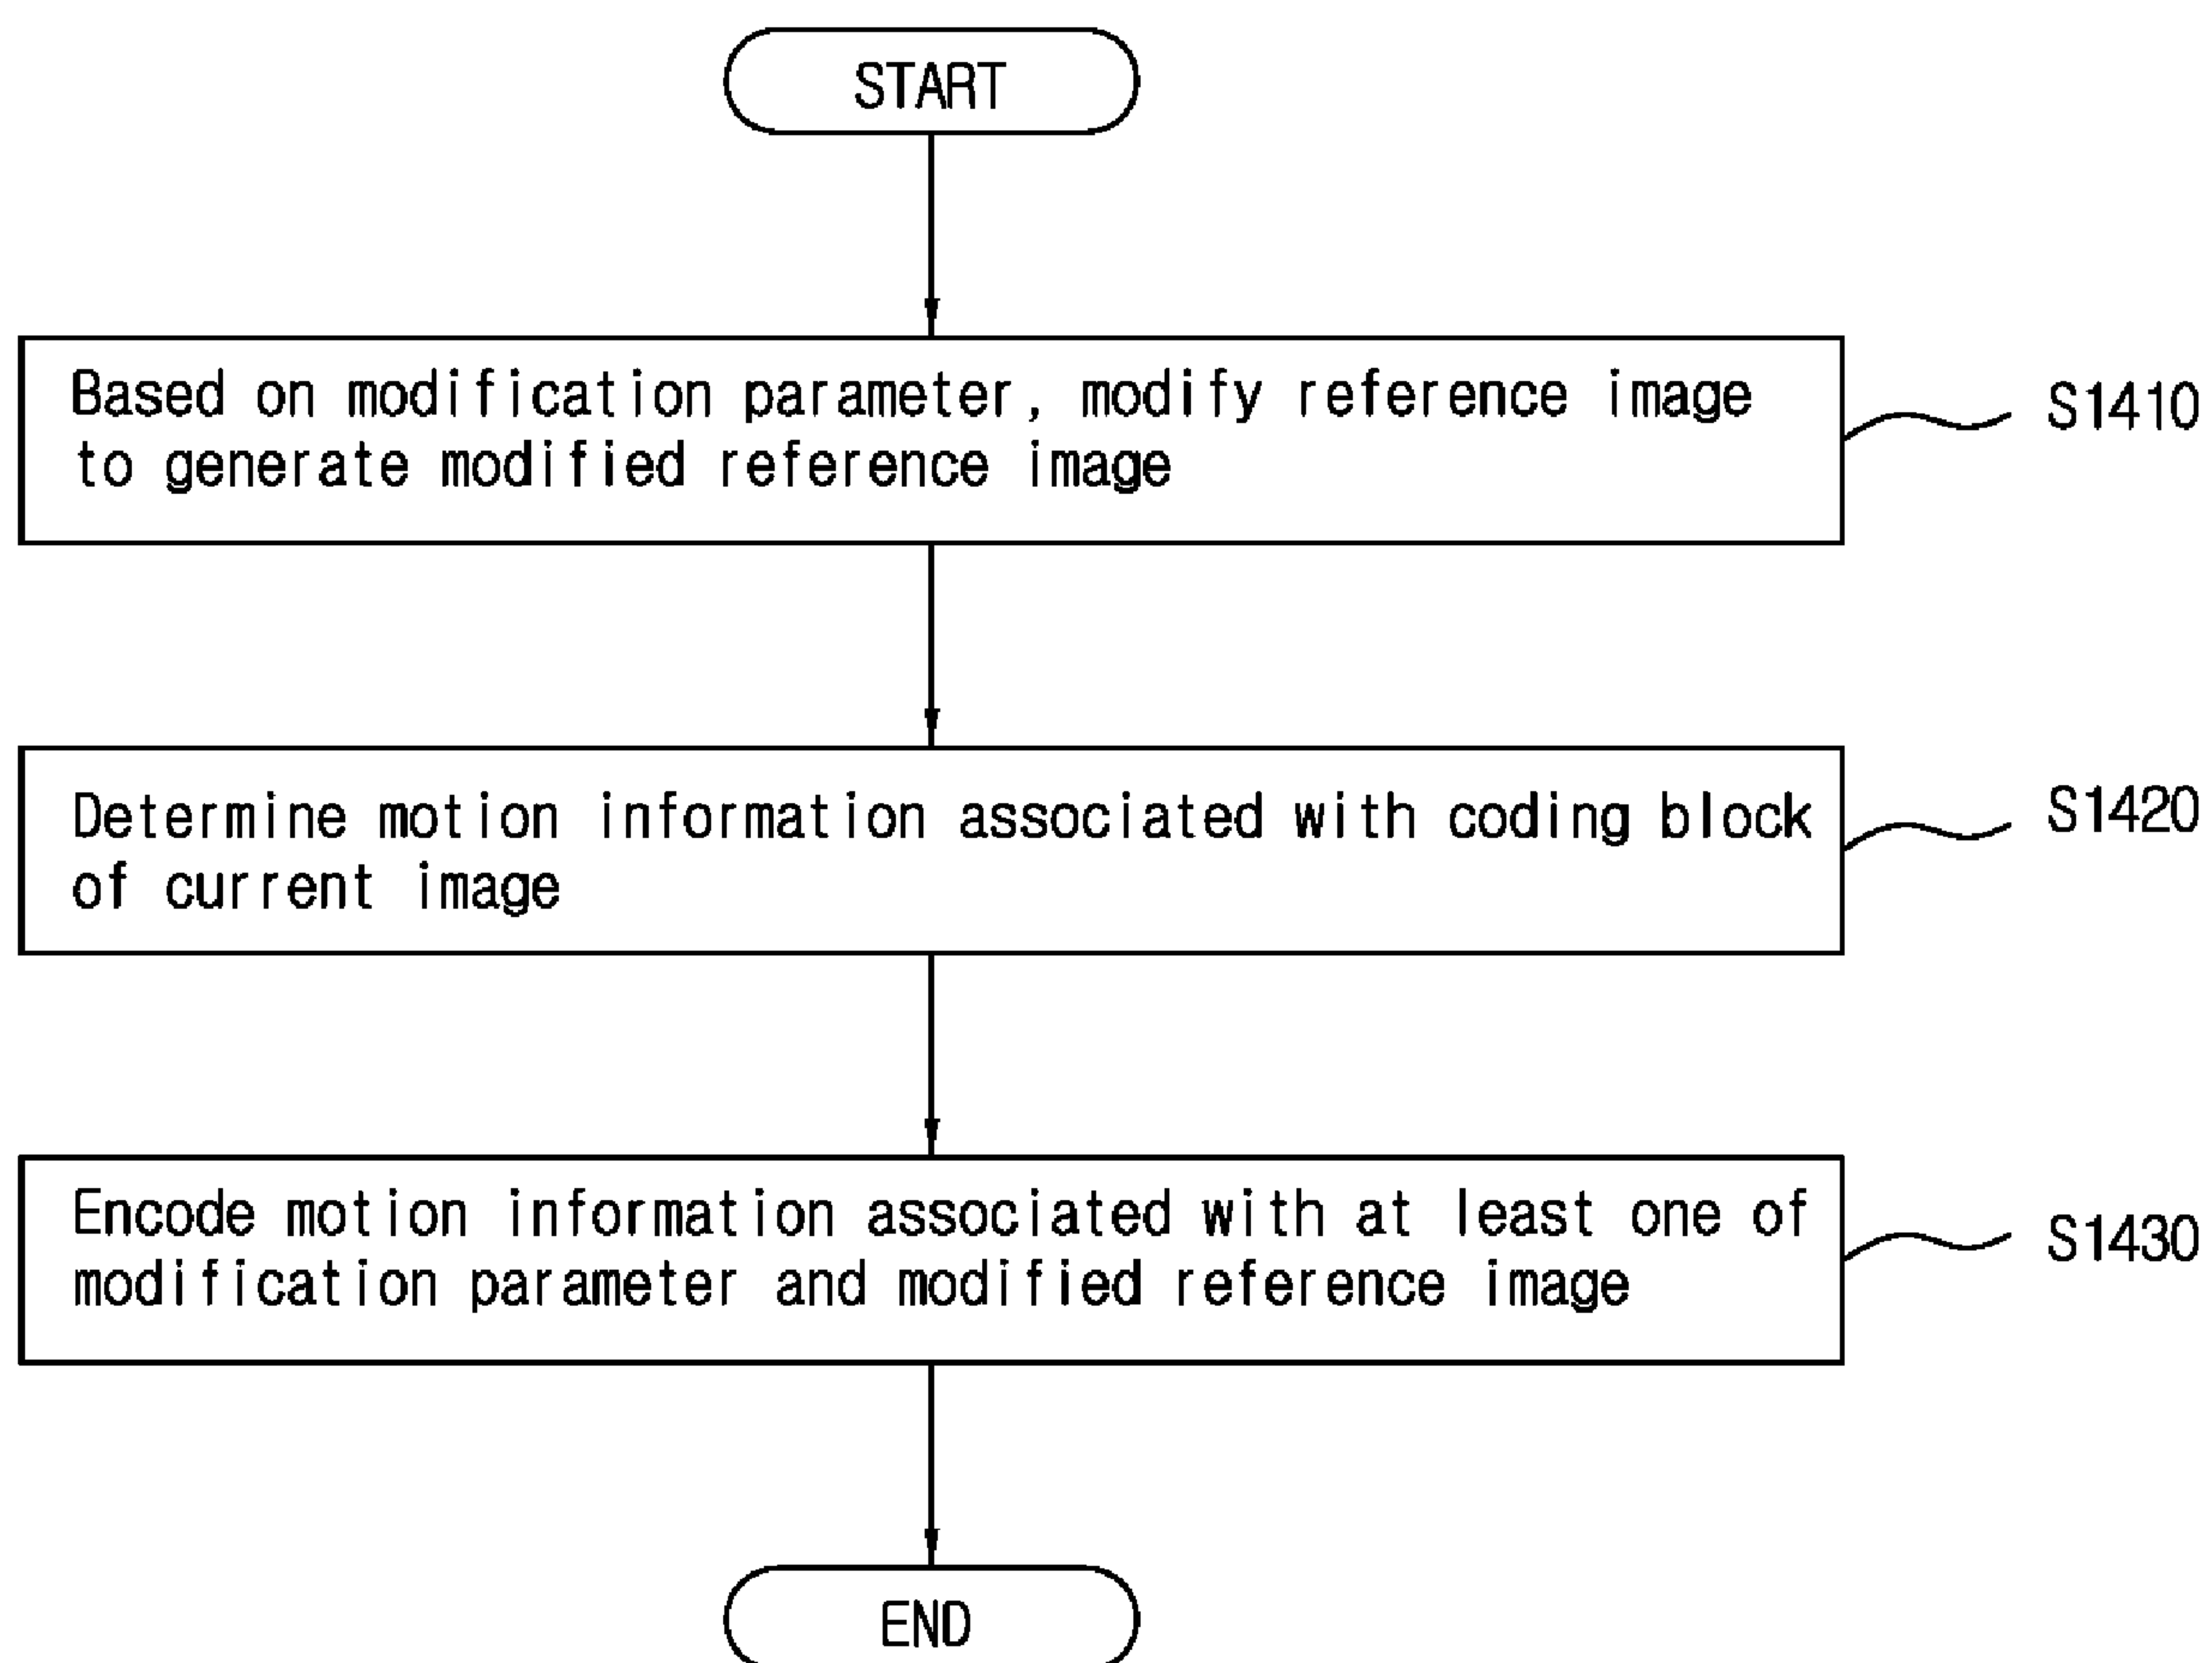 START
Based on modification parameter, modify reference image
to generate modified reference image
S1410
Determine motion information associated with coding block
of current image
S1420
Encode motion information associated with at least one of
modification parameter and modified reference image
S1430
END